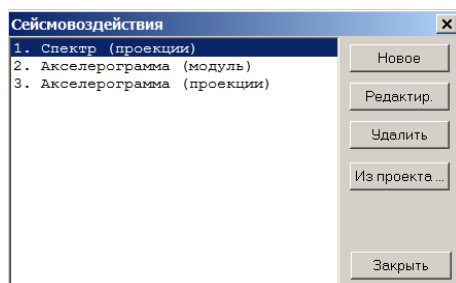 Сейсмовоздействия
1. Спектр (проекции)
2. Акселерограмма (модуль)
3. Акселерограмма (проекции)
Новое
Редактир.
Удалить
Из проекта ...
Закрыть